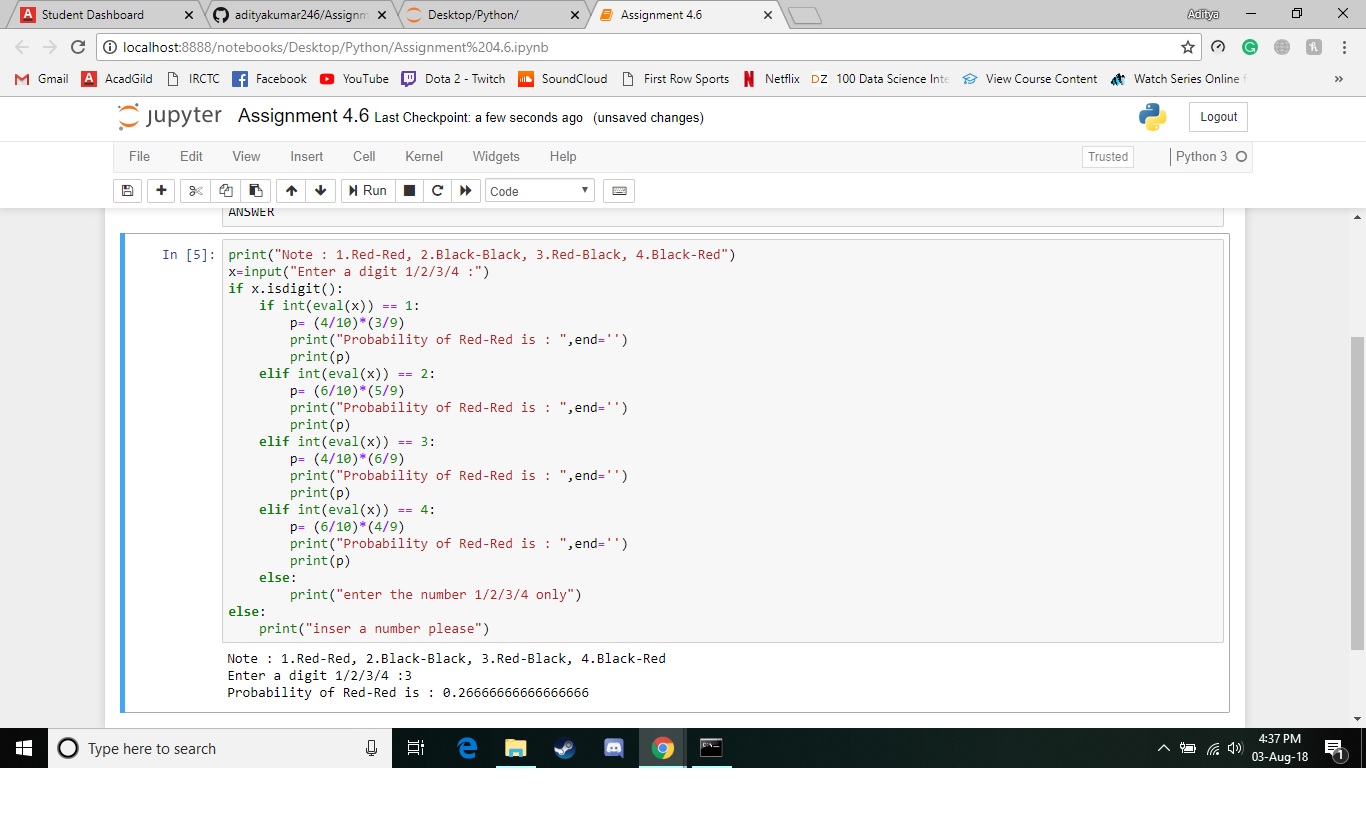 Student Dashboard
adityakumar246/Assignm
Desktop/Python/
Assignment 4.6
Aditya
localhost:8888/notebooks/Desktop/Python/Assignment%204.6.ipynb
Gmail AcadGild IRCTC Facebook YouTube Dota 2 - Twitch SoundCloud First Row Sports Netflix DZ 100 Data Science Inte View Course Content Watch Series Online f »
jupyter Assignment 4.6 Last Checkpoint: a few seconds ago (unsaved changes)
Logout
File Edit View Insert Cell Kernel Widgets Help
Trusted
Python 3
Run
Code
ANSWER
In [5]:
print("Note : 1.Red-Red, 2.Black-Black, 3.Red-Black, 4.Black-Red")
x=input("Enter a digit 1/2/3/4 :")
if x.isdigit():
    if int(eval(x)) == 1:
        p= (4/10)*(3/9)
        print("Probability of Red-Red is : ",end='')
        print(p)
    elif int(eval(x)) == 2:
        p= (6/10)*(5/9)
        print("Probability of Red-Red is : ",end='')
        print(p)
    elif int(eval(x)) == 3:
        p= (4/10)*(6/9)
        print("Probability of Red-Red is : ",end='')
        print(p)
    elif int(eval(x)) == 4:
        p= (6/10)*(4/9)
        print("Probability of Red-Red is : ",end='')
        print(p)
    else:
        print("enter the number 1/2/3/4 only")
else:
    print("inser a number please")
Note : 1.Red-Red, 2.Black-Black, 3.Red-Black, 4.Black-Red
Enter a digit 1/2/3/4 :3
Probability of Red-Red is : 0.26666666666666666
Type here to search
4:37 PM
03-Aug-18
1